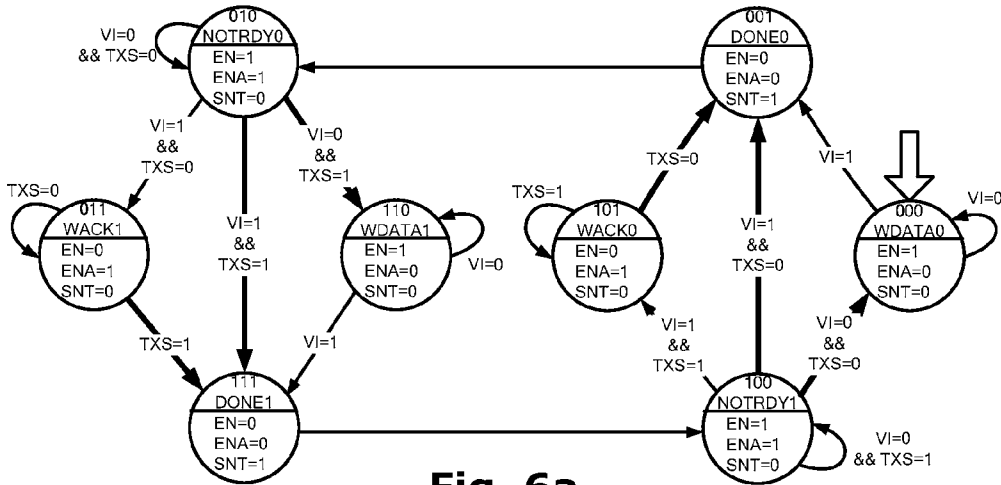 VI=0
&& TXS=0
010
NOTRDY0
EN=1
ENA=1
SNT=0
001
DONE0
EN=0
ENA=0
SNT=1
VI=1
&&
TXS=0
VI=0
&&
TXS=1
TXS=0
VI=1
TXS=0
011
WACK1
EN=0
ENA=1
SNT=0
VI=1
&&
TXS=1
110
WDATA1
EN=1
ENA=0
SNT=0
VI=0
TXS=1
101
WACK0
EN=0
ENA=1
SNT=0
VI=1
&&
TXS=0
000
WDATA0
EN=1
ENA=0
SNT=0
VI=0
TXS=1
VI=1
VI=1
&&
TXS=1
VI=0
&&
TXS=0
111
DONE1
EN=0
ENA=0
SNT=1
100
NOTRDY1
EN=1
ENA=1
SNT=0
VI=0
&& TXS=1
Fig. 6a